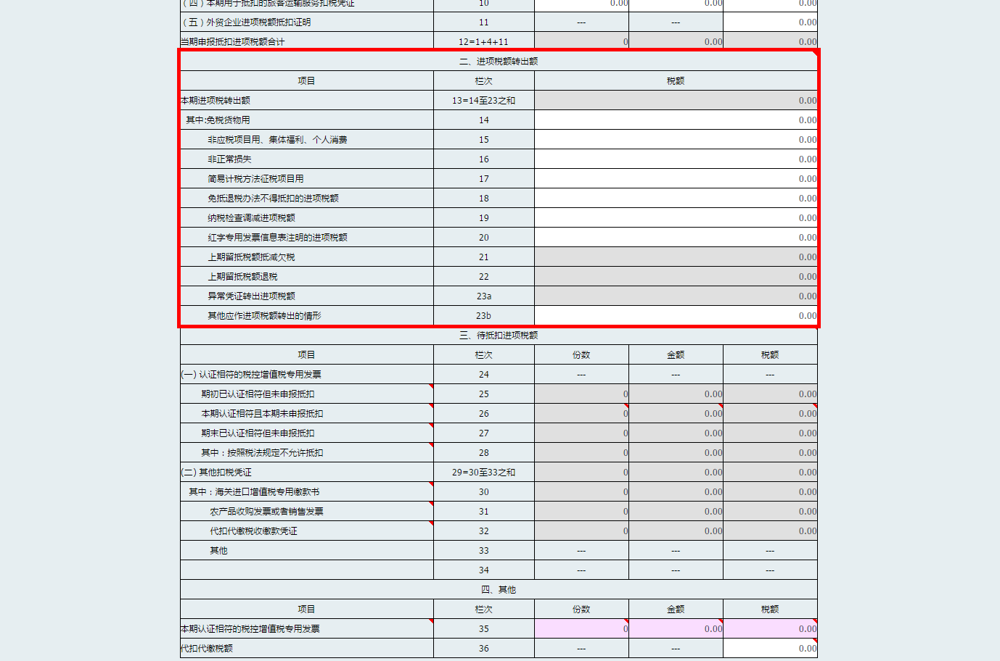 （四）本期用于抵扣的旅客运输服务扣税凭证 10 0.00 0.00 0.00
（五）外贸企业进项税额抵扣证明 11 --- --- 0.00
当期申报抵扣进项税额合计 12=1+4+11 0 0.00 0.00
二、进项税额转出额
项目 栏次 税额
本期进项税转出额 13=14至23之和 0.00
其中:免税货物用 14 0.00
非应税项目用、集体福利、个人消费 15 0.00
非正常损失 16 0.00
简易计税方法征税项目用 17 0.00
免抵退税办法不得抵扣的进项税额 18 0.00
纳税检查调减进项税额 19 0.00
红字专用发票信息表注明的进项税额 20 0.00
上期留抵税额抵减欠税 21 0.00
上期留抵税额退税 22 0.00
异常凭证转出进项税额 23a 0.00
其他应作进项税额转出的情形 23b 0.00
三、待抵扣进项税额
项目 栏次 份数 金额 税额
(一) 认证相符的税控增值税专用发票 24 --- --- ---
期初已认证相符但未申报抵扣 25 0 0.00 0.00
本期认证相符且本期未申报抵扣 26 0 0.00 0.00
期末已认证相符但未申报抵扣 27 0 0.00 0.00
其中：按照税法规定不允许抵扣 28 0 0.00 0.00
(二) 其他扣税凭证 29=30至33之和 0 0.00 0.00
其中：海关进口增值税专用缴款书 30 0 0.00 0.00
农产品收购发票或者销售发票 31 0 0.00 0.00
代扣代缴税收缴款凭证 32 0 0.00 0.00
其他 33 --- --- ---
34 --- --- ---
四、其他
项目 栏次 份数 金额 税额
本期认证相符的税控增值税专用发票 35 0 0.00 0.00
代扣代缴税额 36 --- --- 0.00